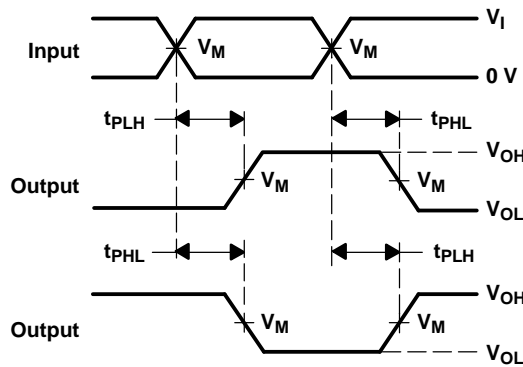 V_I
Input V_M V_M
0 V
t_PLH t_PHL
V_OH
Output V_M V_M
V_OL
t_PHL t_PLH
V_OH
Output V_M V_M
V_OL